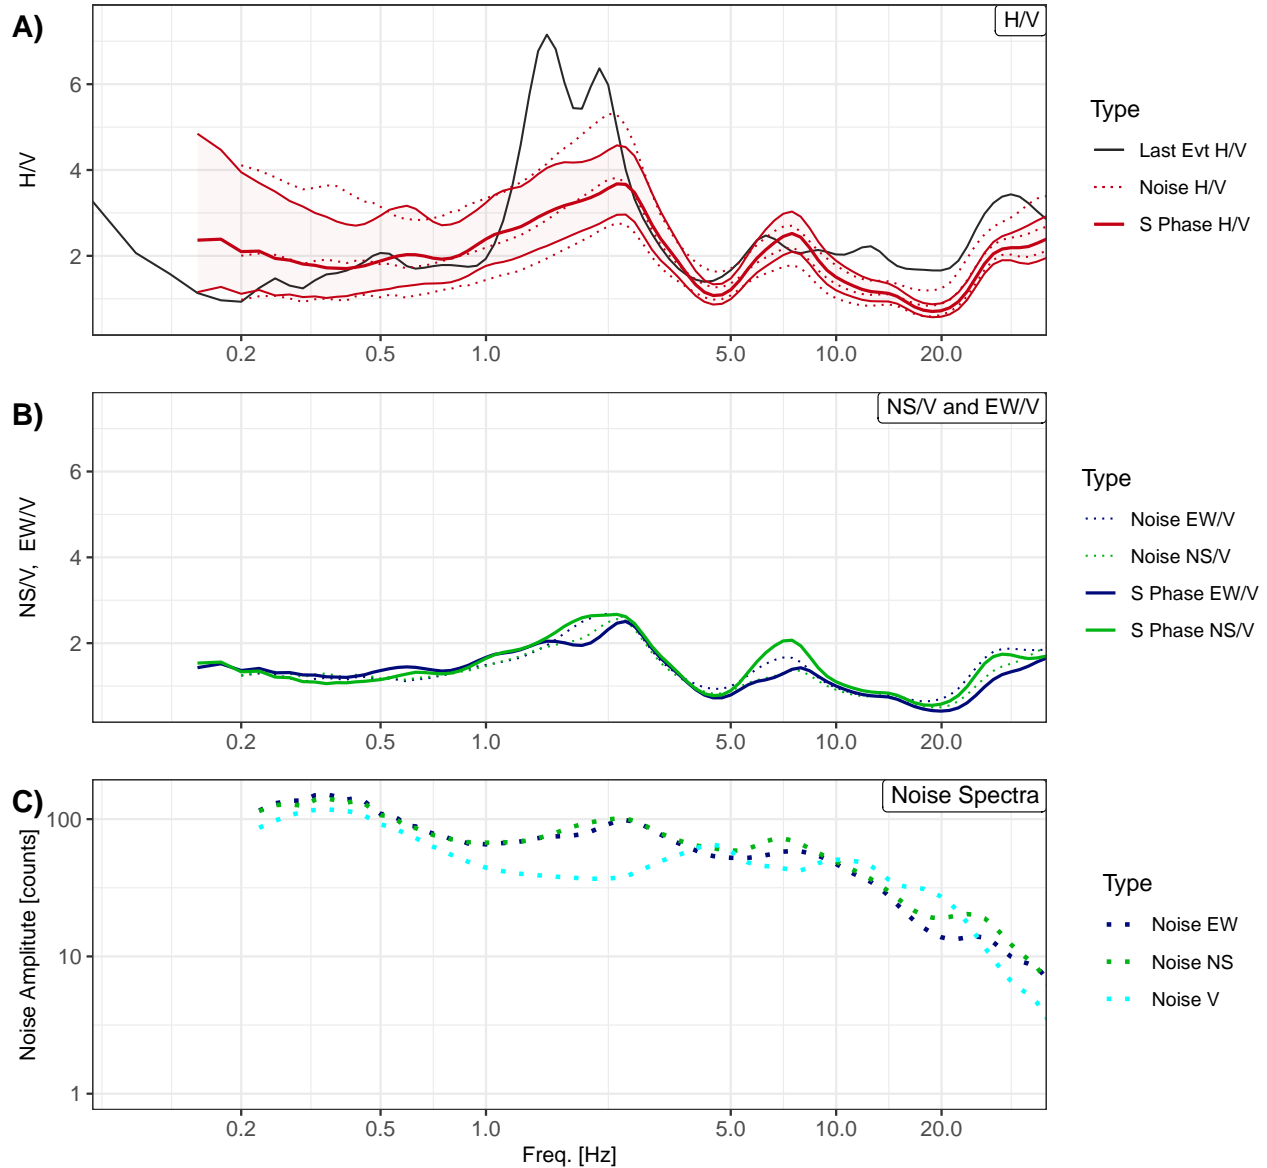 A)
H/V
H/V
6
4
2
0.2 0.5 1.0 5.0 10.0 20.0
Type
Last Evt H/V
Noise H/V
S Phase H/V
B)
NS/V and EW/V
NS/V,  EW/V
6
4
2
0.2 0.5 1.0 5.0 10.0 20.0
Type
Noise EW/V
Noise NS/V
S Phase EW/V
S Phase NS/V
C)
Noise Spectra
Noise Amplitute [counts]
100
10
1
0.2 0.5 1.0 5.0 10.0 20.0
Freq. [Hz]
Type
Noise EW
Noise NS
Noise V